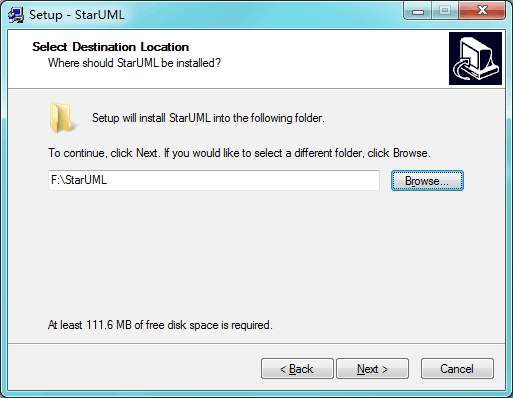 Setup - StarUML
Select Destination Location
Where should StarUML be installed?
Setup will install StarUML into the following folder.
To continue, click Next. If you would like to select a different folder, click Browse.
F:\StarUML
Browse...
At least 111.6 MB of free disk space is required.
< Back
Next >
Cancel